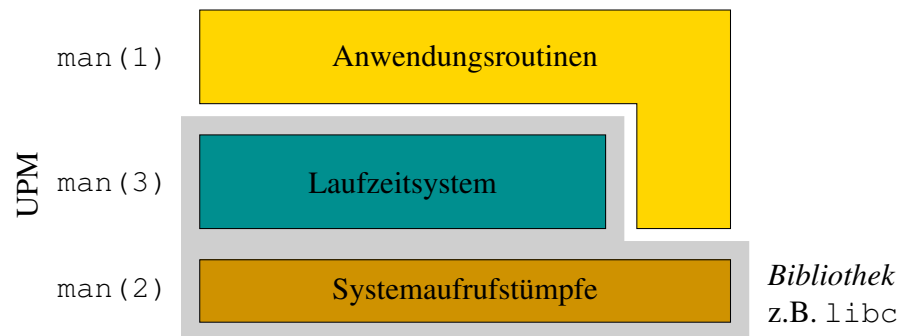 man(1)
Anwendungsroutinen
UPM
man(3)
Laufzeitsystem
man(2)
Systemaufrufstümpfe
Bibliothek
z.B. libc